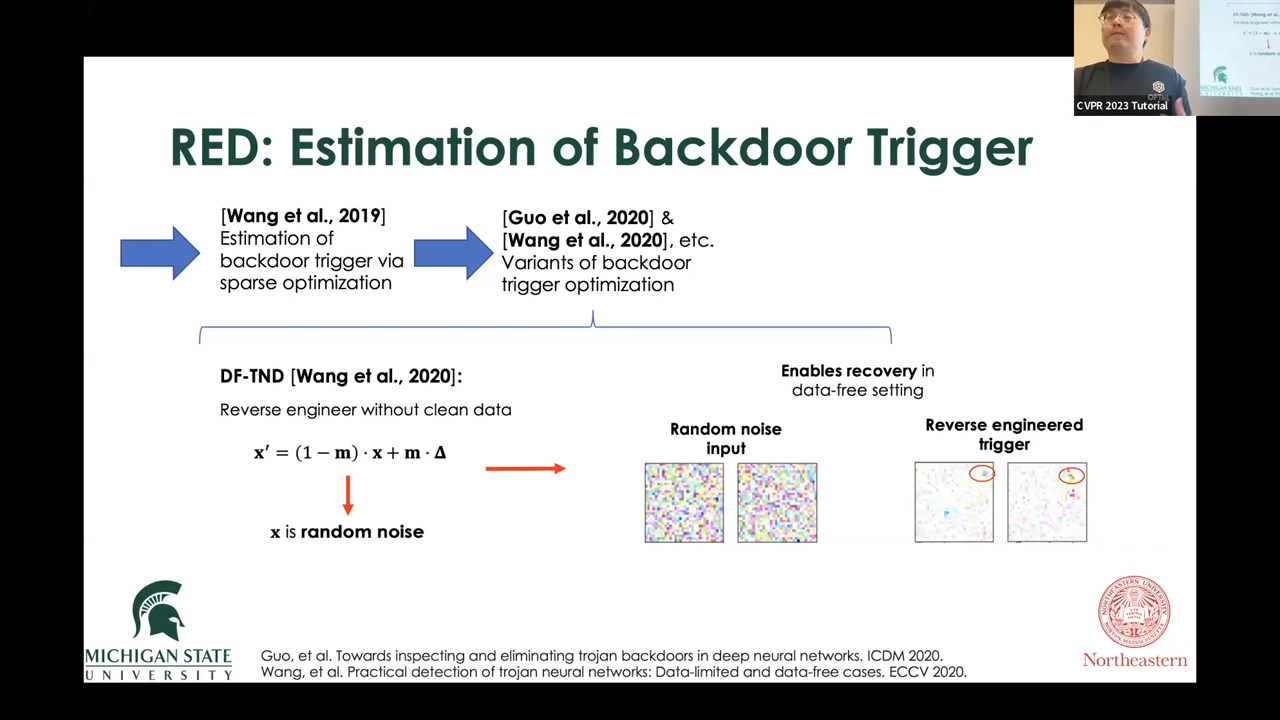 CVPR 2023 Tutorial
RED: Estimation of Backdoor Trigger
[Wang et al., 2019]
Estimation of
backdoor trigger via
sparse optimization
[Guo et al., 2020] &
[Wang et al., 2020], etc.
Variants of backdoor
trigger optimization
DF-TND [Wang et al., 2020]:
Reverse engineer without clean data
x′ = (1 − m) · x + m · Δ
x is random noise
Enables recovery in
data-free setting
Random noise
input
Reverse engineered
trigger
MICHIGAN STATE
UNIVERSITY
Guo, et al. Towards inspecting and eliminating trojan backdoors in deep neural networks. ICDM 2020.
Wang, et al. Practical detection of trojan neural networks: Data-limited and data-free cases. ECCV 2020.
Northeastern